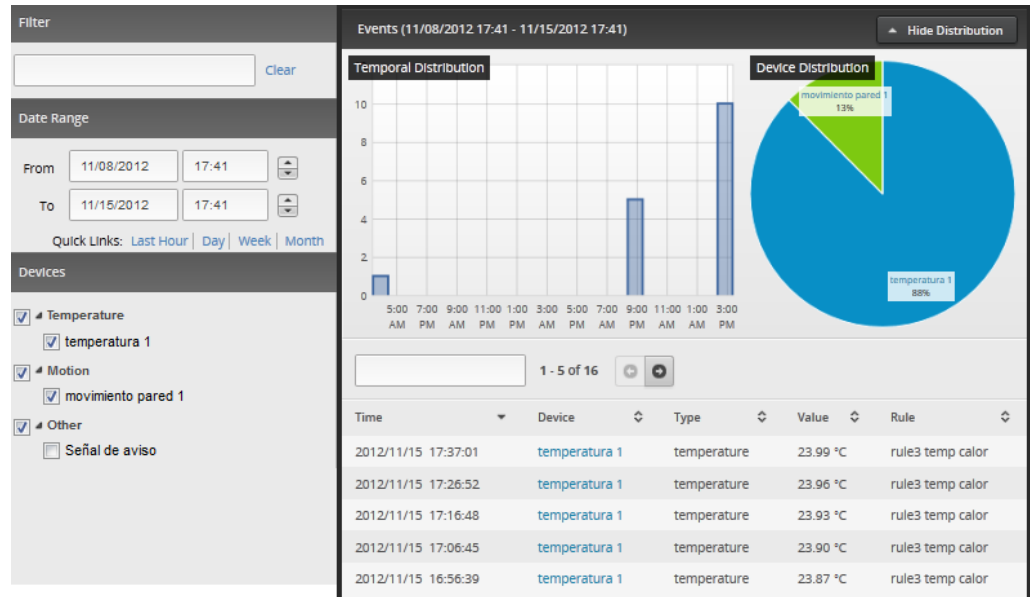 Filter
Clear
Date Range
From 11/08/2012 17:41
To 11/15/2012 17:41
Quick Links: Last Hour | Day | Week | Month
Devices
Temperature
temperatura 1
Motion
movimiento pared 1
Other
Señal de aviso
Events (11/08/2012 17:41 - 11/15/2012 17:41)
Hide Distribution
Temporal Distribution
10
8
6
4
2
0
5:00 7:00 9:00 11:00 1:00 3:00 5:00 7:00 9:00 11:00 1:00 3:00
AM PM AM PM PM AM PM AM PM AM AM PM
Device Distribution
movimiento pared 1
13%
temperatura 1
88%
1 - 5 of 16
Time Device Type Value Rule
2012/11/15 17:37:01 temperatura 1 temperature 23.99 °C rule3 temp calor
2012/11/15 17:26:52 temperatura 1 temperature 23.96 °C rule3 temp calor
2012/11/15 17:16:48 temperatura 1 temperature 23.93 °C rule3 temp calor
2012/11/15 17:06:45 temperatura 1 temperature 23.90 °C rule3 temp calor
2012/11/15 16:56:39 temperatura 1 temperature 23.87 °C rule3 temp calor